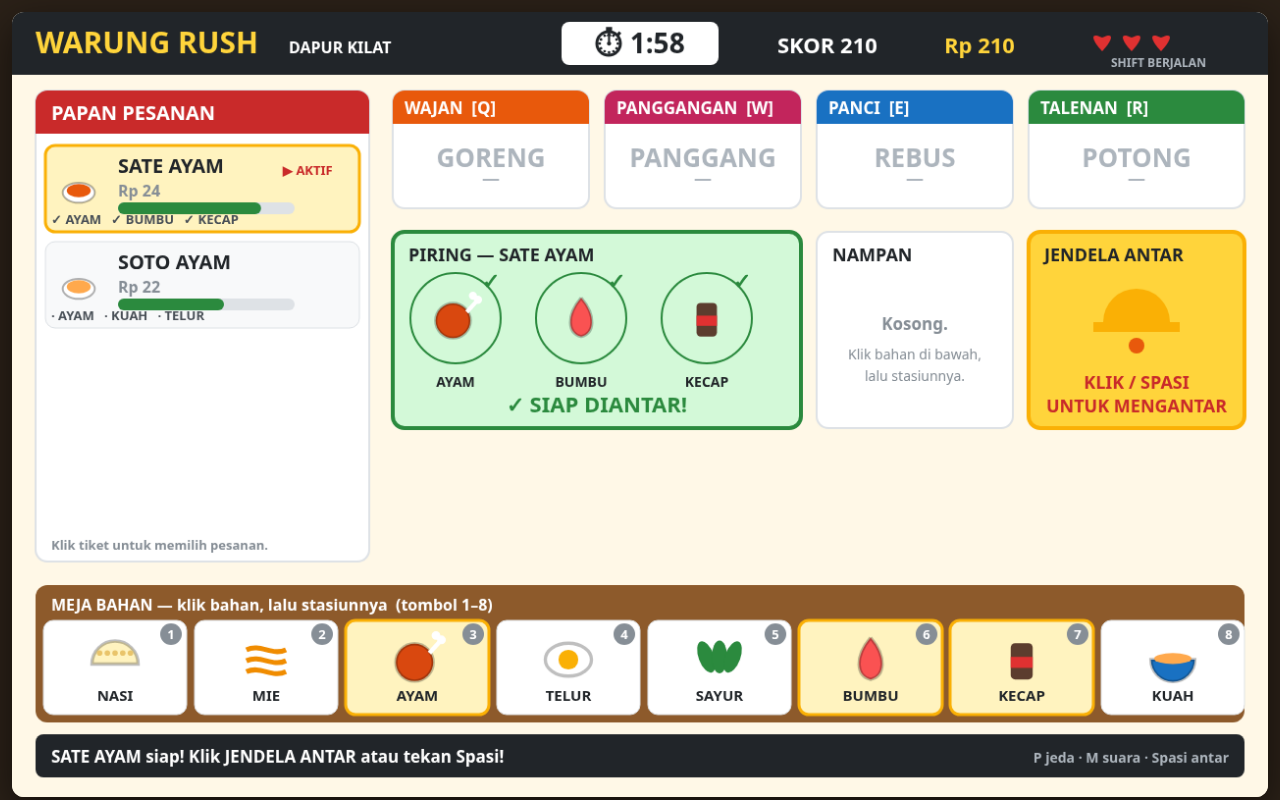 WARUNG RUSH DAPUR KILAT ⏱ 1:58 SKOR 210 Rp 210
SHIFT BERJALAN
PAPAN PESANAN
SATE AYAM ▶ AKTIF
Rp 24
✓ AYAM ✓ BUMBU ✓ KECAP
SOTO AYAM
Rp 22
· AYAM · KUAH · TELUR
Klik tiket untuk memilih pesanan.
WAJAN [Q]
GORENG
—
PANGGANGAN [W]
PANGGANG
—
PANCI [E]
REBUS
—
TALENAN [R]
POTONG
—
PIRING — SATE AYAM
✓ ✓ ✓
AYAM BUMBU KECAP
✓ SIAP DIANTAR!
NAMPAN
Kosong.
Klik bahan di bawah,
lalu stasiunnya.
JENDELA ANTAR
KLIK / SPASI
UNTUK MENGANTAR
MEJA BAHAN — klik bahan, lalu stasiunnya (tombol 1–8)
1 2 3 4 5 6 7 8
NASI MIE AYAM TELUR SAYUR BUMBU KECAP KUAH
SATE AYAM siap! Klik JENDELA ANTAR atau tekan Spasi!
P jeda · M suara · Spasi antar